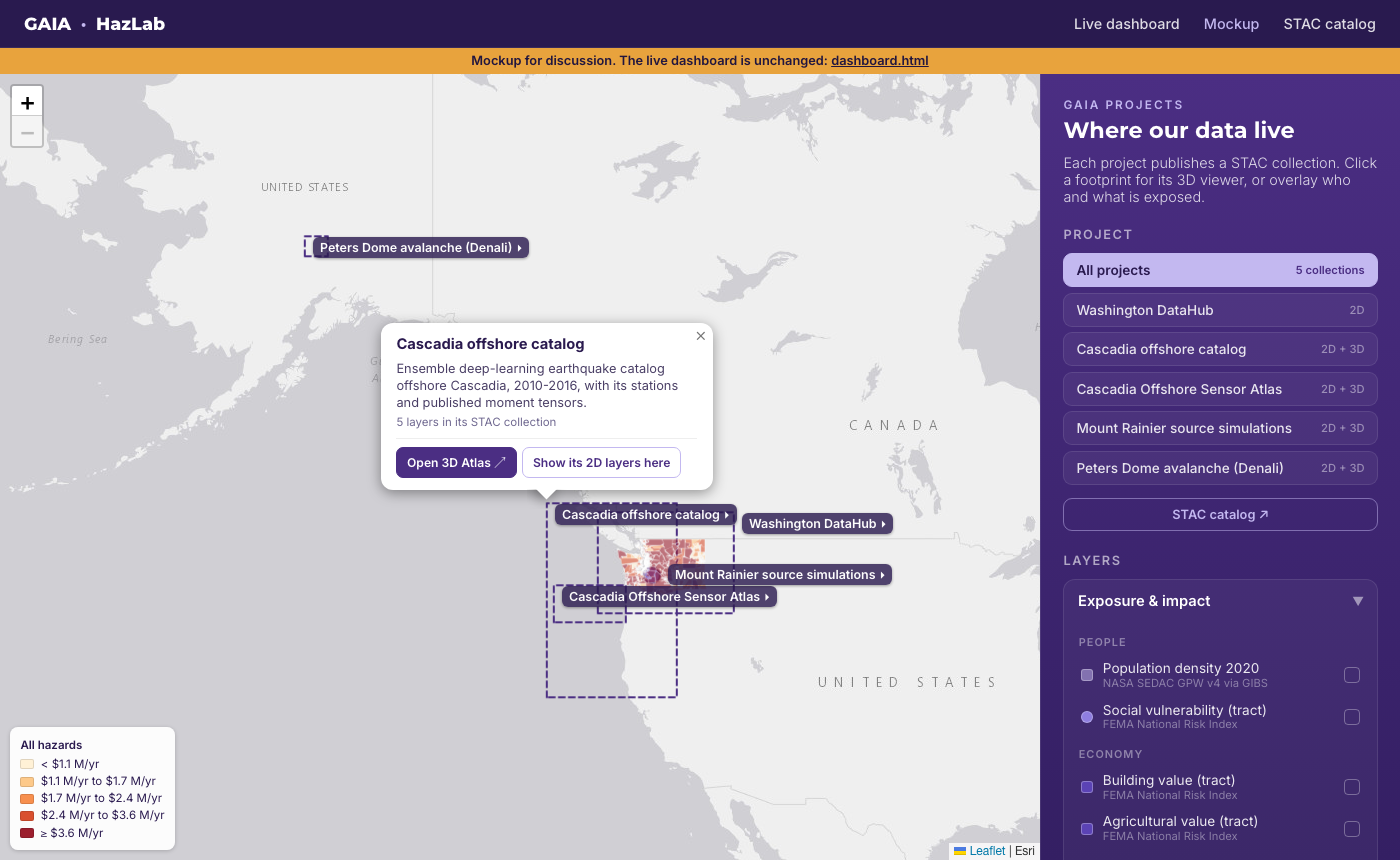 GAIA • HazLab
Live dashboard
Mockup
STAC catalog
Mockup for discussion. The live dashboard is unchanged: dashboard.html
+
−
UNITED STATES
Peters Dome avalanche (Denali)
Bering Sea
Cascadia offshore catalog
×
Ensemble deep-learning earthquake catalog
offshore Cascadia, 2010-2016, with its stations
and published moment tensors.
5 layers in its STAC collection
Open 3D Atlas ↗
Show its 2D layers here
CANADA
Cascadia offshore catalog
Washington DataHub
Mount Rainier source simulations
Cascadia Offshore Sensor Atlas
UNITED STATES
All hazards
< $1.1 M/yr
$1.1 M/yr to $1.7 M/yr
$1.7 M/yr to $2.4 M/yr
$2.4 M/yr to $3.6 M/yr
≥ $3.6 M/yr
Leaflet | Esri
GAIA PROJECTS
Where our data live
Each project publishes a STAC collection. Click
a footprint for its 3D viewer, or overlay who
and what is exposed.
PROJECT
All projects 5 collections
Washington DataHub 2D
Cascadia offshore catalog 2D + 3D
Cascadia Offshore Sensor Atlas 2D + 3D
Mount Rainier source simulations 2D + 3D
Peters Dome avalanche (Denali) 2D + 3D
STAC catalog ↗
LAYERS
Exposure & impact ▼
PEOPLE
Population density 2020
NASA SEDAC GPW v4 via GIBS
Social vulnerability (tract)
FEMA National Risk Index
ECONOMY
Building value (tract)
FEMA National Risk Index
Agricultural value (tract)
FEMA National Risk Index